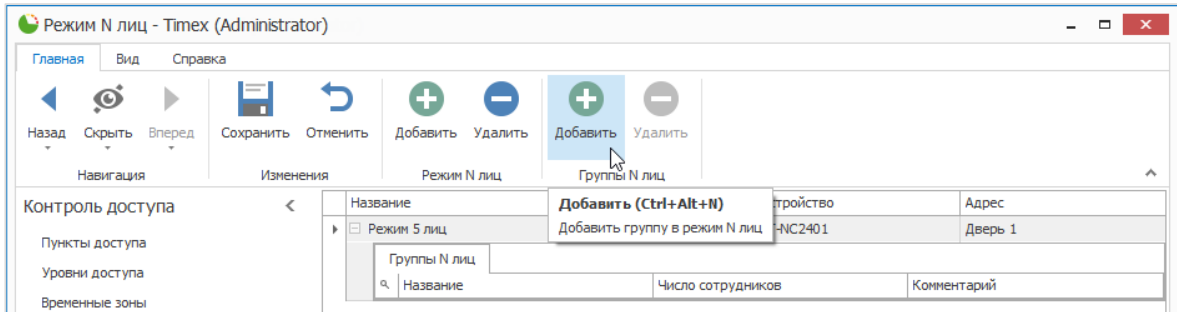 Режим N лиц - Timex (Administrator)
Главная Вид Справка
Назад Скрыть Вперед Сохранить Отменить Добавить Удалить Добавить Удалить
Навигация Изменения Режим N лиц Группы N лиц
Контроль доступа
Пункты доступа
Уровни доступа
Временные зоны
Название тройство Адрес
Режим 5 лиц -NC2401 Дверь 1
Добавить (Ctrl+Alt+N)
Добавить группу в режим N лиц
Группы N лиц
Название Число сотрудников Комментарий